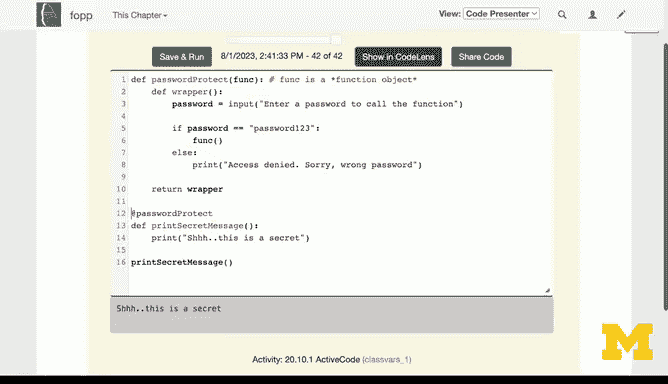 fopp This Chapter View: Code Presenter
Save & Run 8/1/2023, 2:41:33 PM - 42 of 42 Show in CodeLens Share Code
1 def passwordProtect(func): # func is a *function object*
2 def wrapper():
3 password = input("Enter a password to call the function")
4
5 if password == "password123":
6 func()
7 else:
8 print("Access denied. Sorry, wrong password")
9
10 return wrapper
11
12 @passwordProtect
13 def printSecretMessage():
14 print("Shhh..this is a secret")
15
16 printSecretMessage()
Shhh..this is a secret
Activity: 20.10.1 ActiveCode (classvars_1)
M